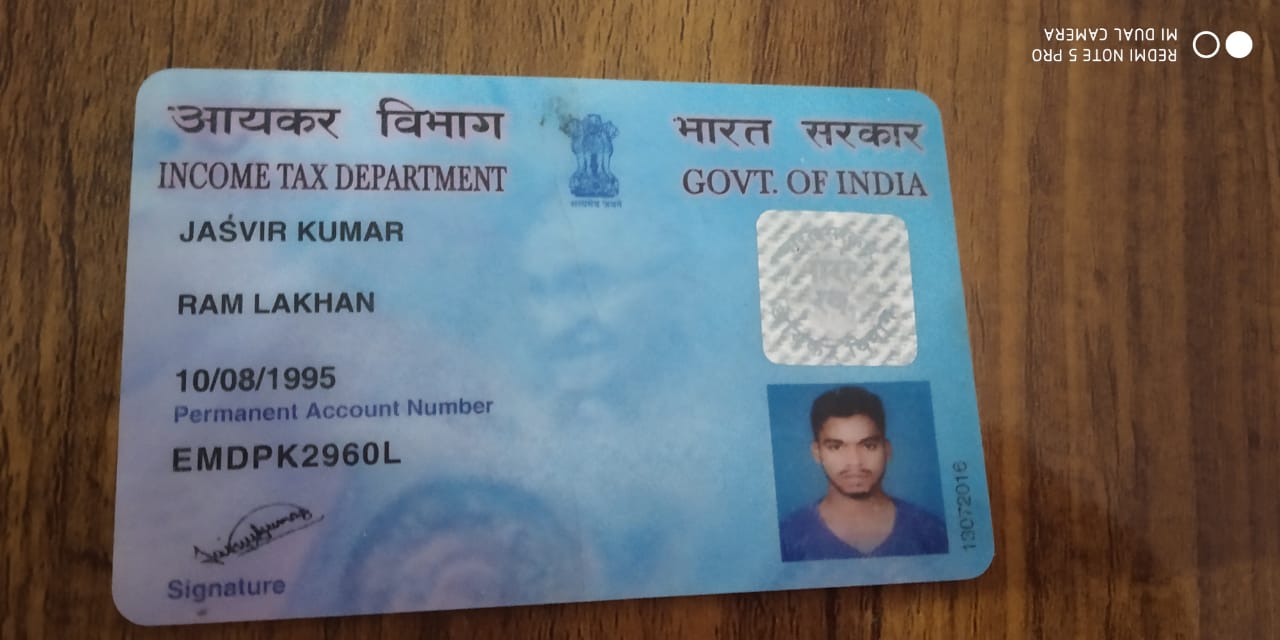 आयकर विभाग
INCOME TAX DEPARTMENT
सत्यमेव जयते
भारत सरकार
GOVT. OF INDIA
JAŚVIR KUMAR
RAM LAKHAN
10/08/1995
Permanent Account Number
EMDPK2960L
Signature
13072016
REDMI NOTE 5 PRO
MI DUAL CAMERA